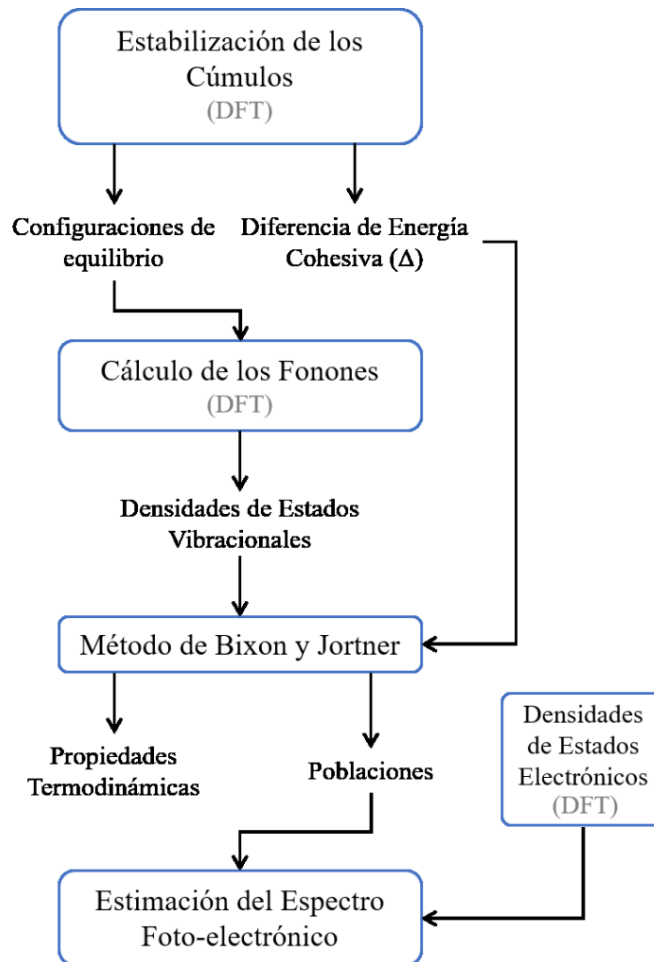 Estabilización de los
Cúmulos
(DFT)
Configuraciones de
equilibrio
Diferencia de Energía
Cohesiva (Δ)
Cálculo de los Fonones
(DFT)
Densidades de Estados
Vibracionales
Método de Bixon y Jortner
Propiedades
Termodinámicas
Poblaciones
Densidades
de Estados
Electrónicos
(DFT)
Estimación del Espectro
Foto-electrónico